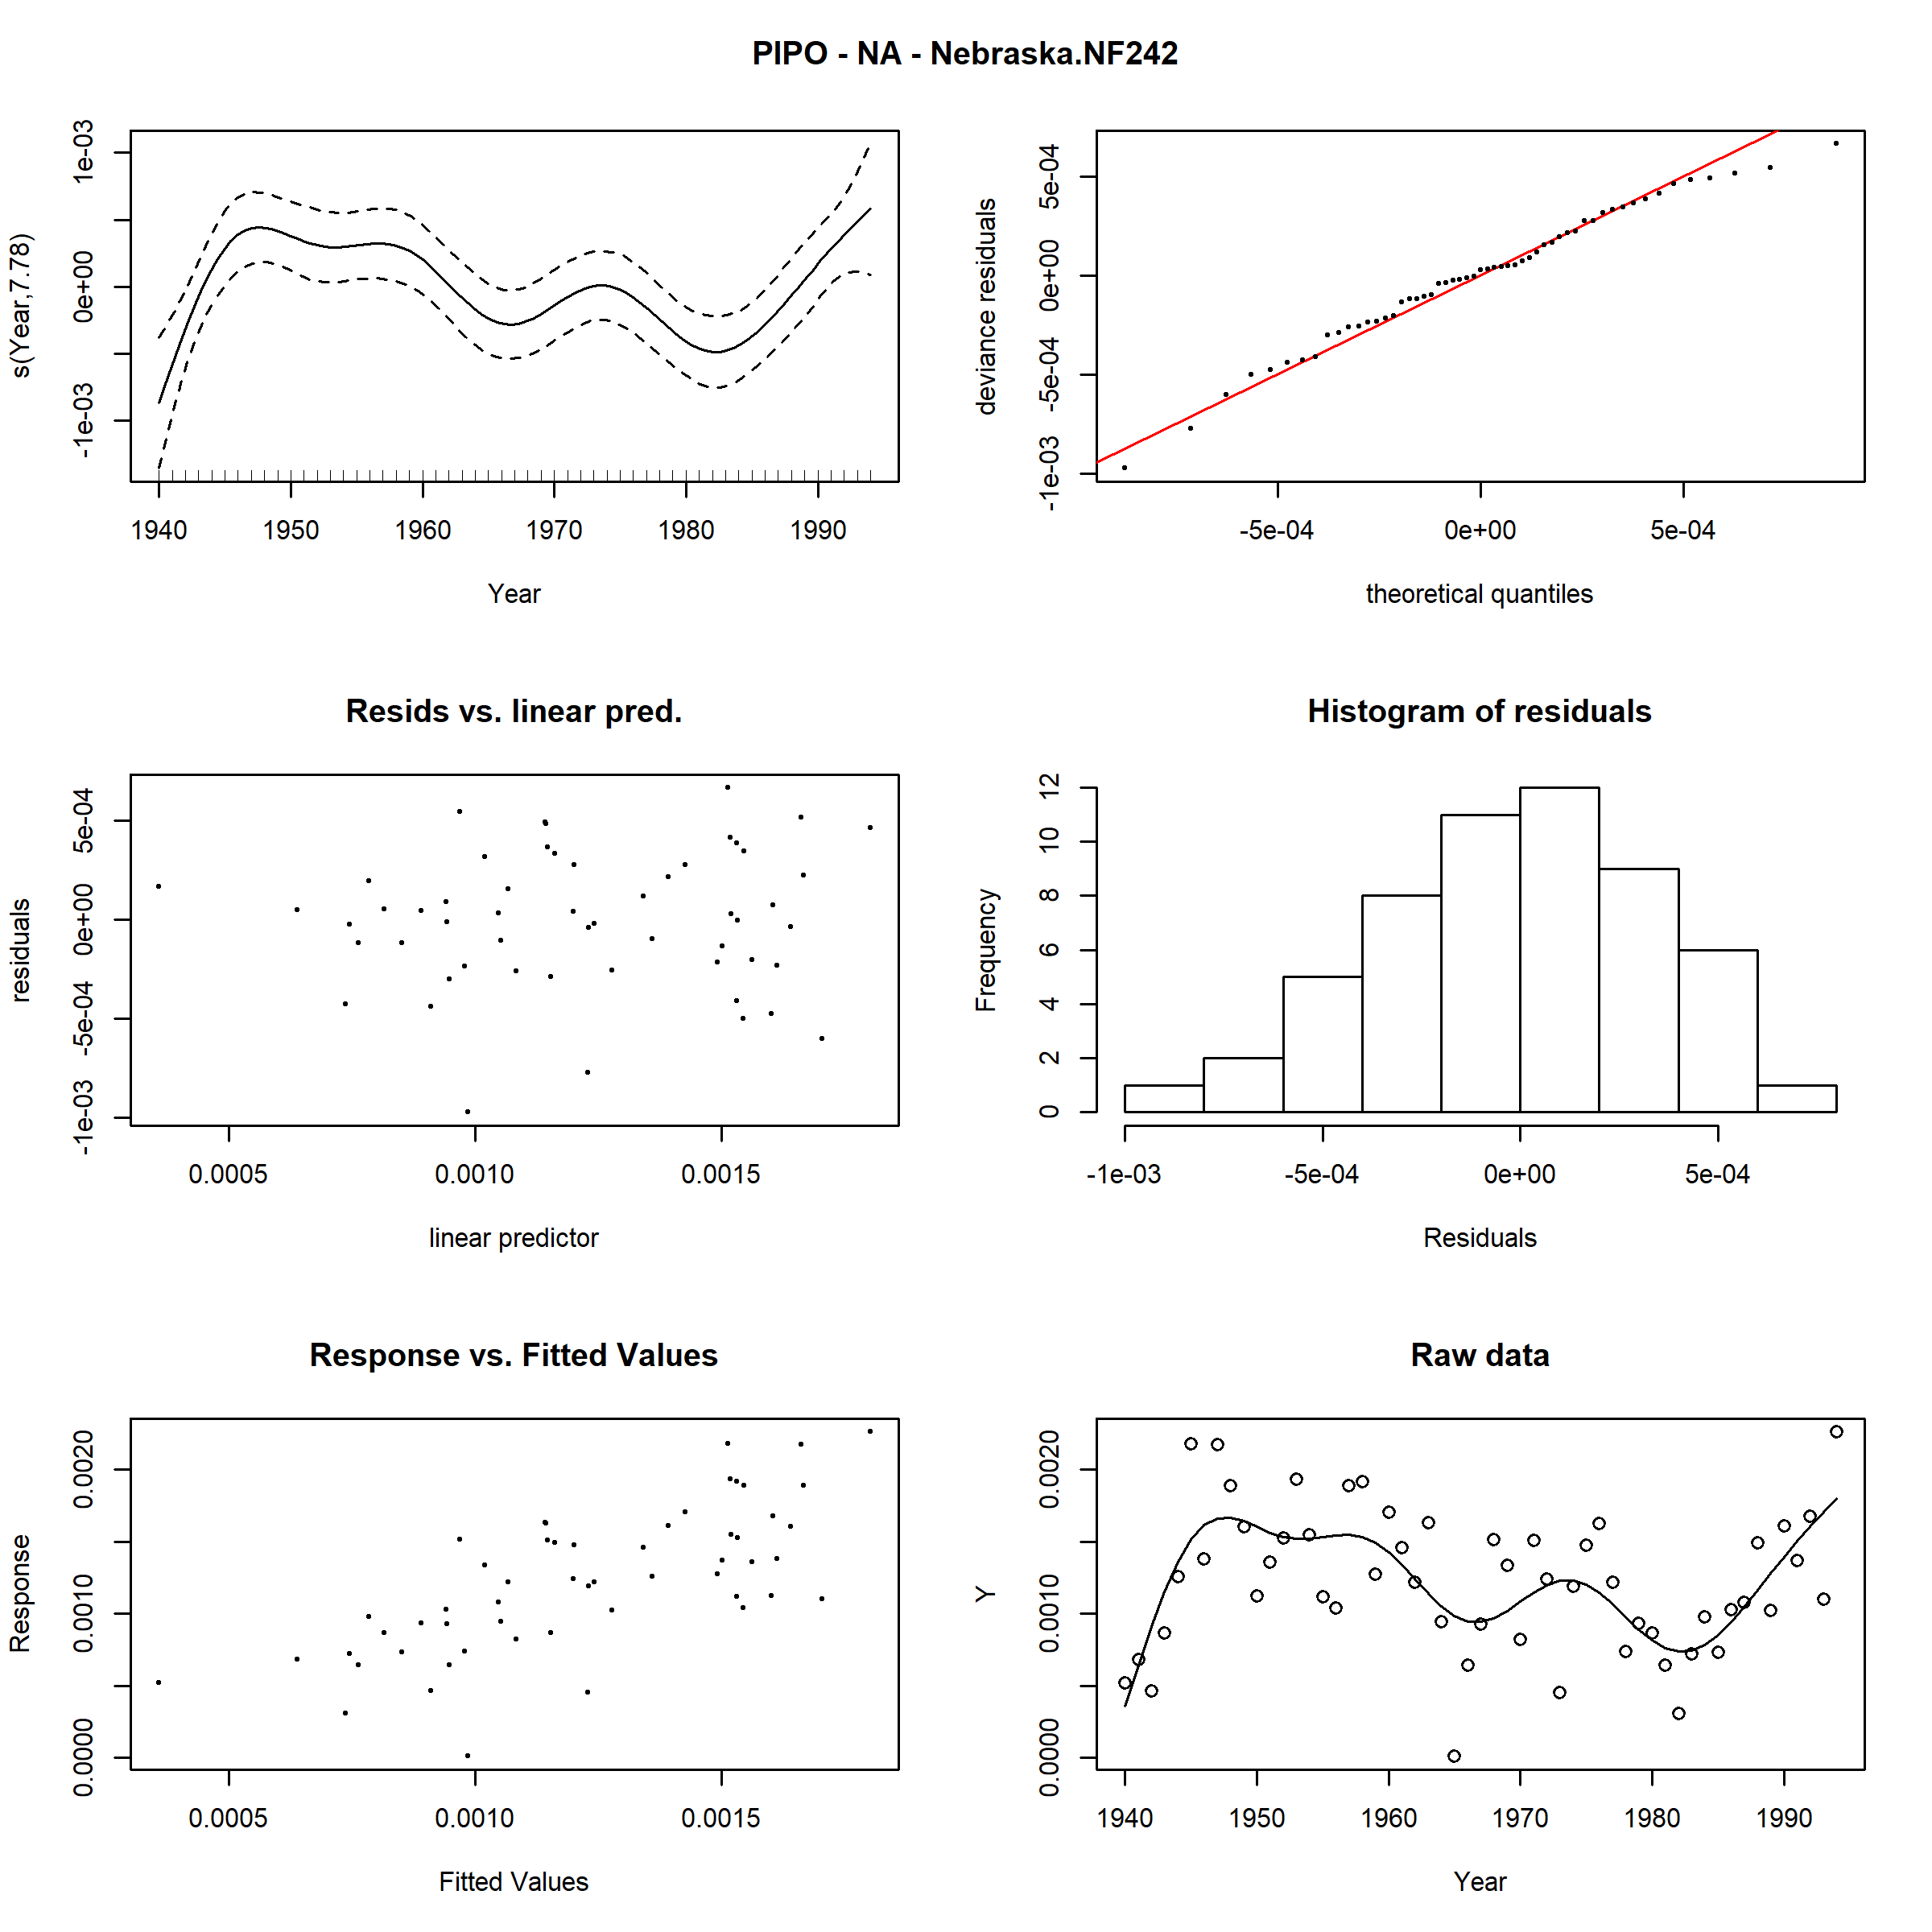 PIPO - NA - Nebraska.NF242
s(Year,7.78)
-1e-03 0e+00 1e-03
1940 1950 1960 1970 1980 1990
Year
deviance residuals
-1e-03 -5e-04 0e+00 5e-04
-5e-04 0e+00 5e-04
theoretical quantiles
Resids vs. linear pred.
residuals
-1e-03 -5e-04 0e+00 5e-04
0.0005 0.0010 0.0015
linear predictor
Histogram of residuals
Frequency
0 2 4 6 8 10 12
-1e-03 -5e-04 0e+00 5e-04
Residuals
Response vs. Fitted Values
Response
0.0000 0.0010 0.0020
0.0005 0.0010 0.0015
Fitted Values
Raw data
Y
0.0000 0.0010 0.0020
1940 1950 1960 1970 1980 1990
Year